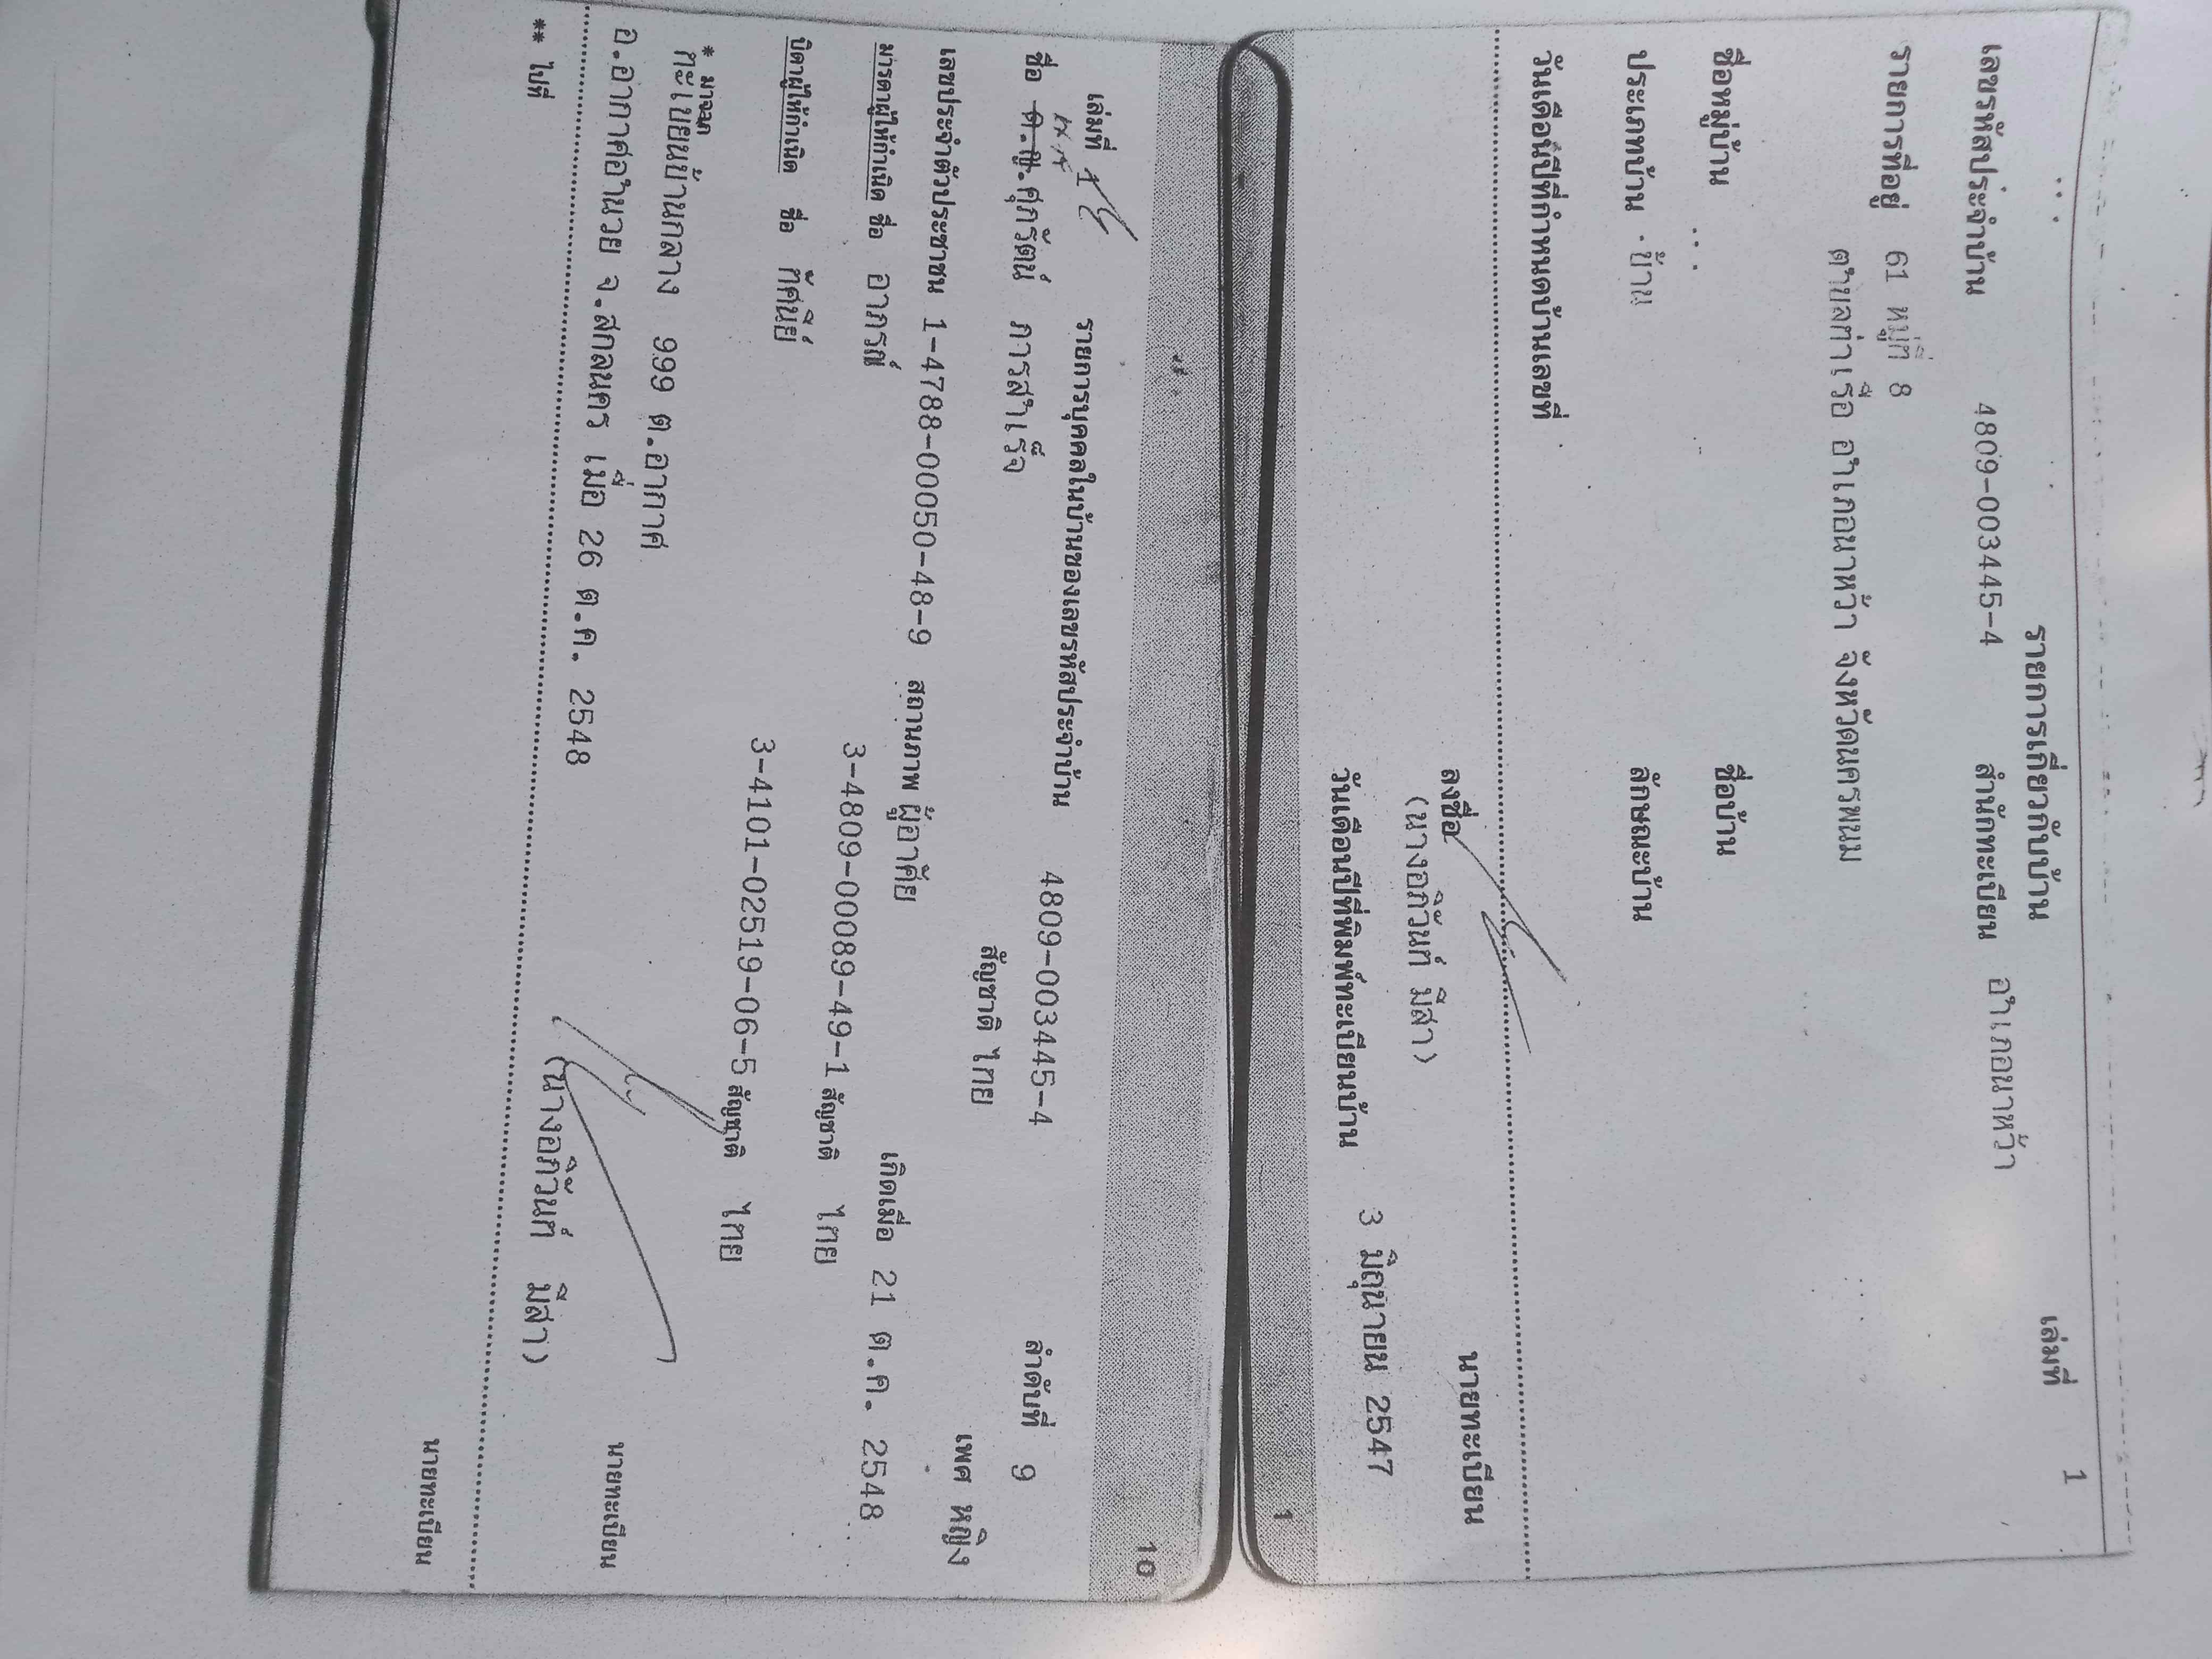 รายการเกี่ยวกับบ้าน เล่มที่ 1
เลขรหัสประจำบ้าน 4809-003445-4 สำนักทะเบียน อำเภอนาหว้า
รายการที่อยู่ 61 หมู่ที่ 8
ตำบลท่าเรือ อำเภอนาหว้า จังหวัดนครพนม
ชื่อหมู่บ้าน ... ชื่อบ้าน
ประเภทบ้าน บ้าน ลักษณะบ้าน
วันเดือนปีที่กำหนดบ้านเลขที่
ลงชื่อ นายทะเบียน
(นางอภิวันท์ มีสา)
วันเดือนปีที่พิมพ์ทะเบียนบ้าน 3 มิถุนายน 2547
1
10
เล่มที่ 1 รายการบุคคลในบ้านของเลขรหัสประจำบ้าน 4809-003445-4 ลำดับที่ 9
ชื่อ ด.ญ.ศุภรัตน์ ภารสำเร็จ สัญชาติ ไทย เพศ หญิง
เลขประจำตัวประชาชน 1-4788-00050-48-9 สถานภาพ ผู้อาศัย เกิดเมื่อ 21 ต.ค. 2548
มารดาผู้ให้กำเนิด ชื่อ อาภรณ์ 3-4809-00089-49-1 สัญชาติ ไทย
บิดาผู้ให้กำเนิด ชื่อ ทัศนีย์ 3-4101-02519-06-5 สัญชาติ ไทย
* มาจาก
ทะเบียนบ้านกลาง 999 ต.อากาศ
อ.อากาศอำนวย จ.สกลนคร เมื่อ 26 ต.ค. 2548 นายทะเบียน
(นางอภิวันท์ มีสา)
** ไปที่
นายทะเบียน